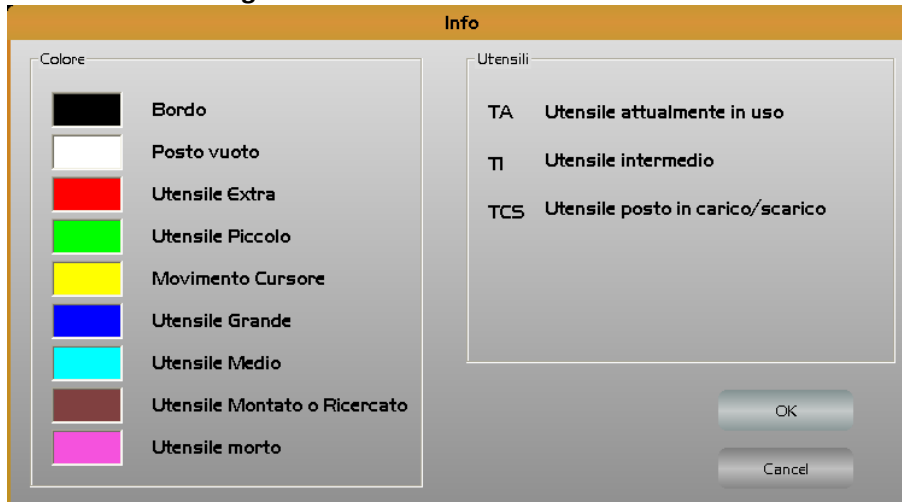 Info
Colore
Bordo
Posto vuoto
Utensile Extra
Utensile Piccolo
Movimento Cursore
Utensile Grande
Utensile Medio
Utensile Montato o Ricercato
Utensile morto
Utensili
TA Utensile attualmente in uso
TI Utensile intermedio
TCS Utensile posto in carico/scarico
OK
Cancel